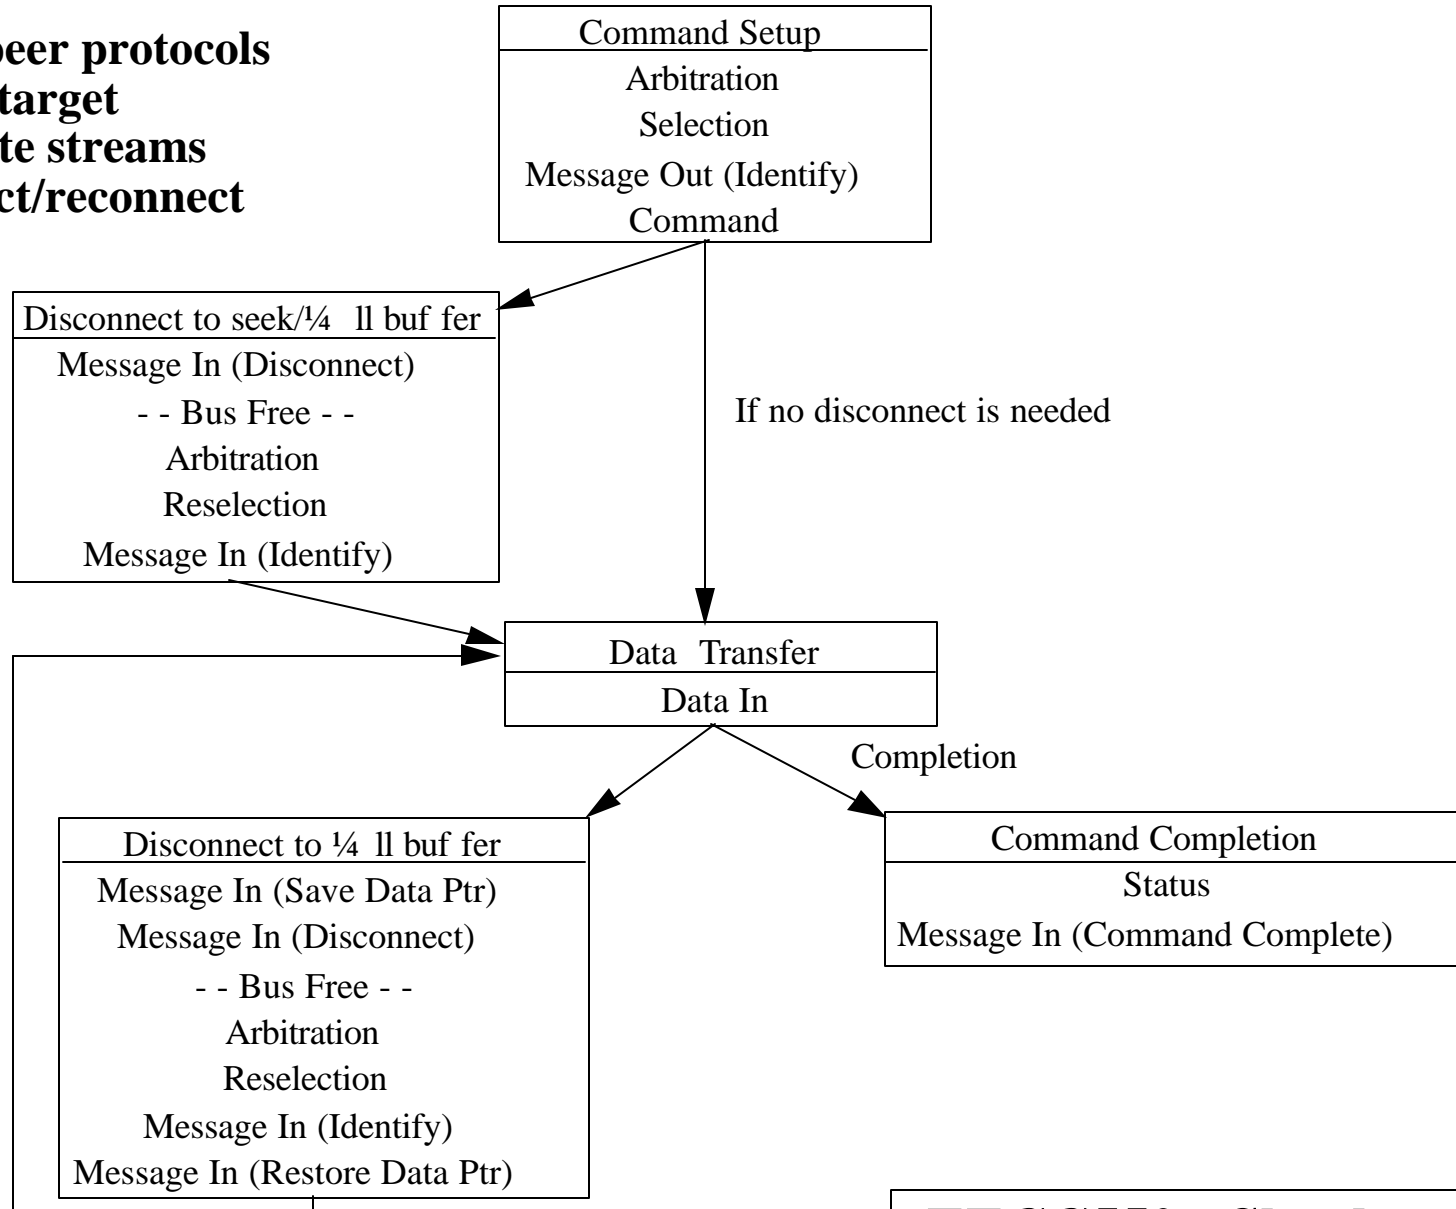 peer protocols
target
te streams
ct/reconnect
Command Setup
Arbitration
Selection
Message Out (Identify)
Command
Disconnect to seek/¼ ll buf fer
Message In (Disconnect)
- - Bus Free - -
Arbitration
Reselection
Message In (Identify)
If no disconnect is needed
Data Transfer
Data In
Completion
Disconnect to ¼ ll buf fer
Message In (Save Data Ptr)
Message In (Disconnect)
- - Bus Free - -
Arbitration
Reselection
Message In (Identify)
Message In (Restore Data Ptr)
Command Completion
Status
Message In (Command Complete)